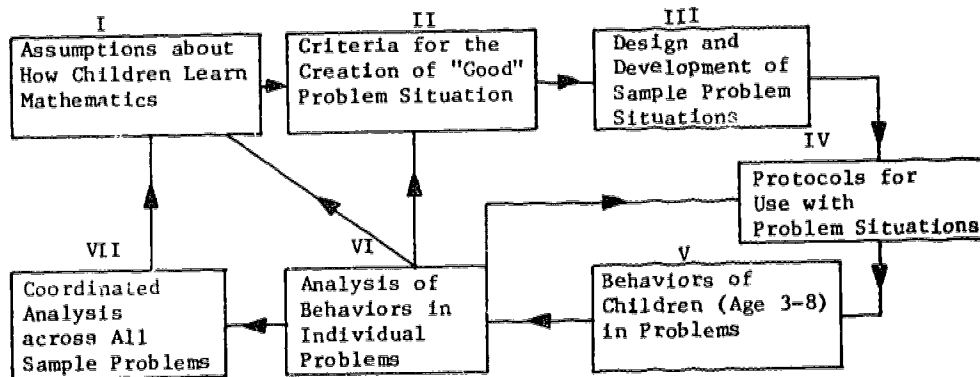 I
Assumptions about
How Children Learn
Mathematics
II
Criteria for the
Creation of "Good"
Problem Situation
III
Design and
Development of
Sample Problem
Situations
IV
Protocols for
Use with
Problem Situations
V
Behaviors of
Children (Age 3-8)
in Problems
VI
Analysis of
Behaviors in
Individual
Problems
VII
Coordinated
Analysis
across All
Sample Problems